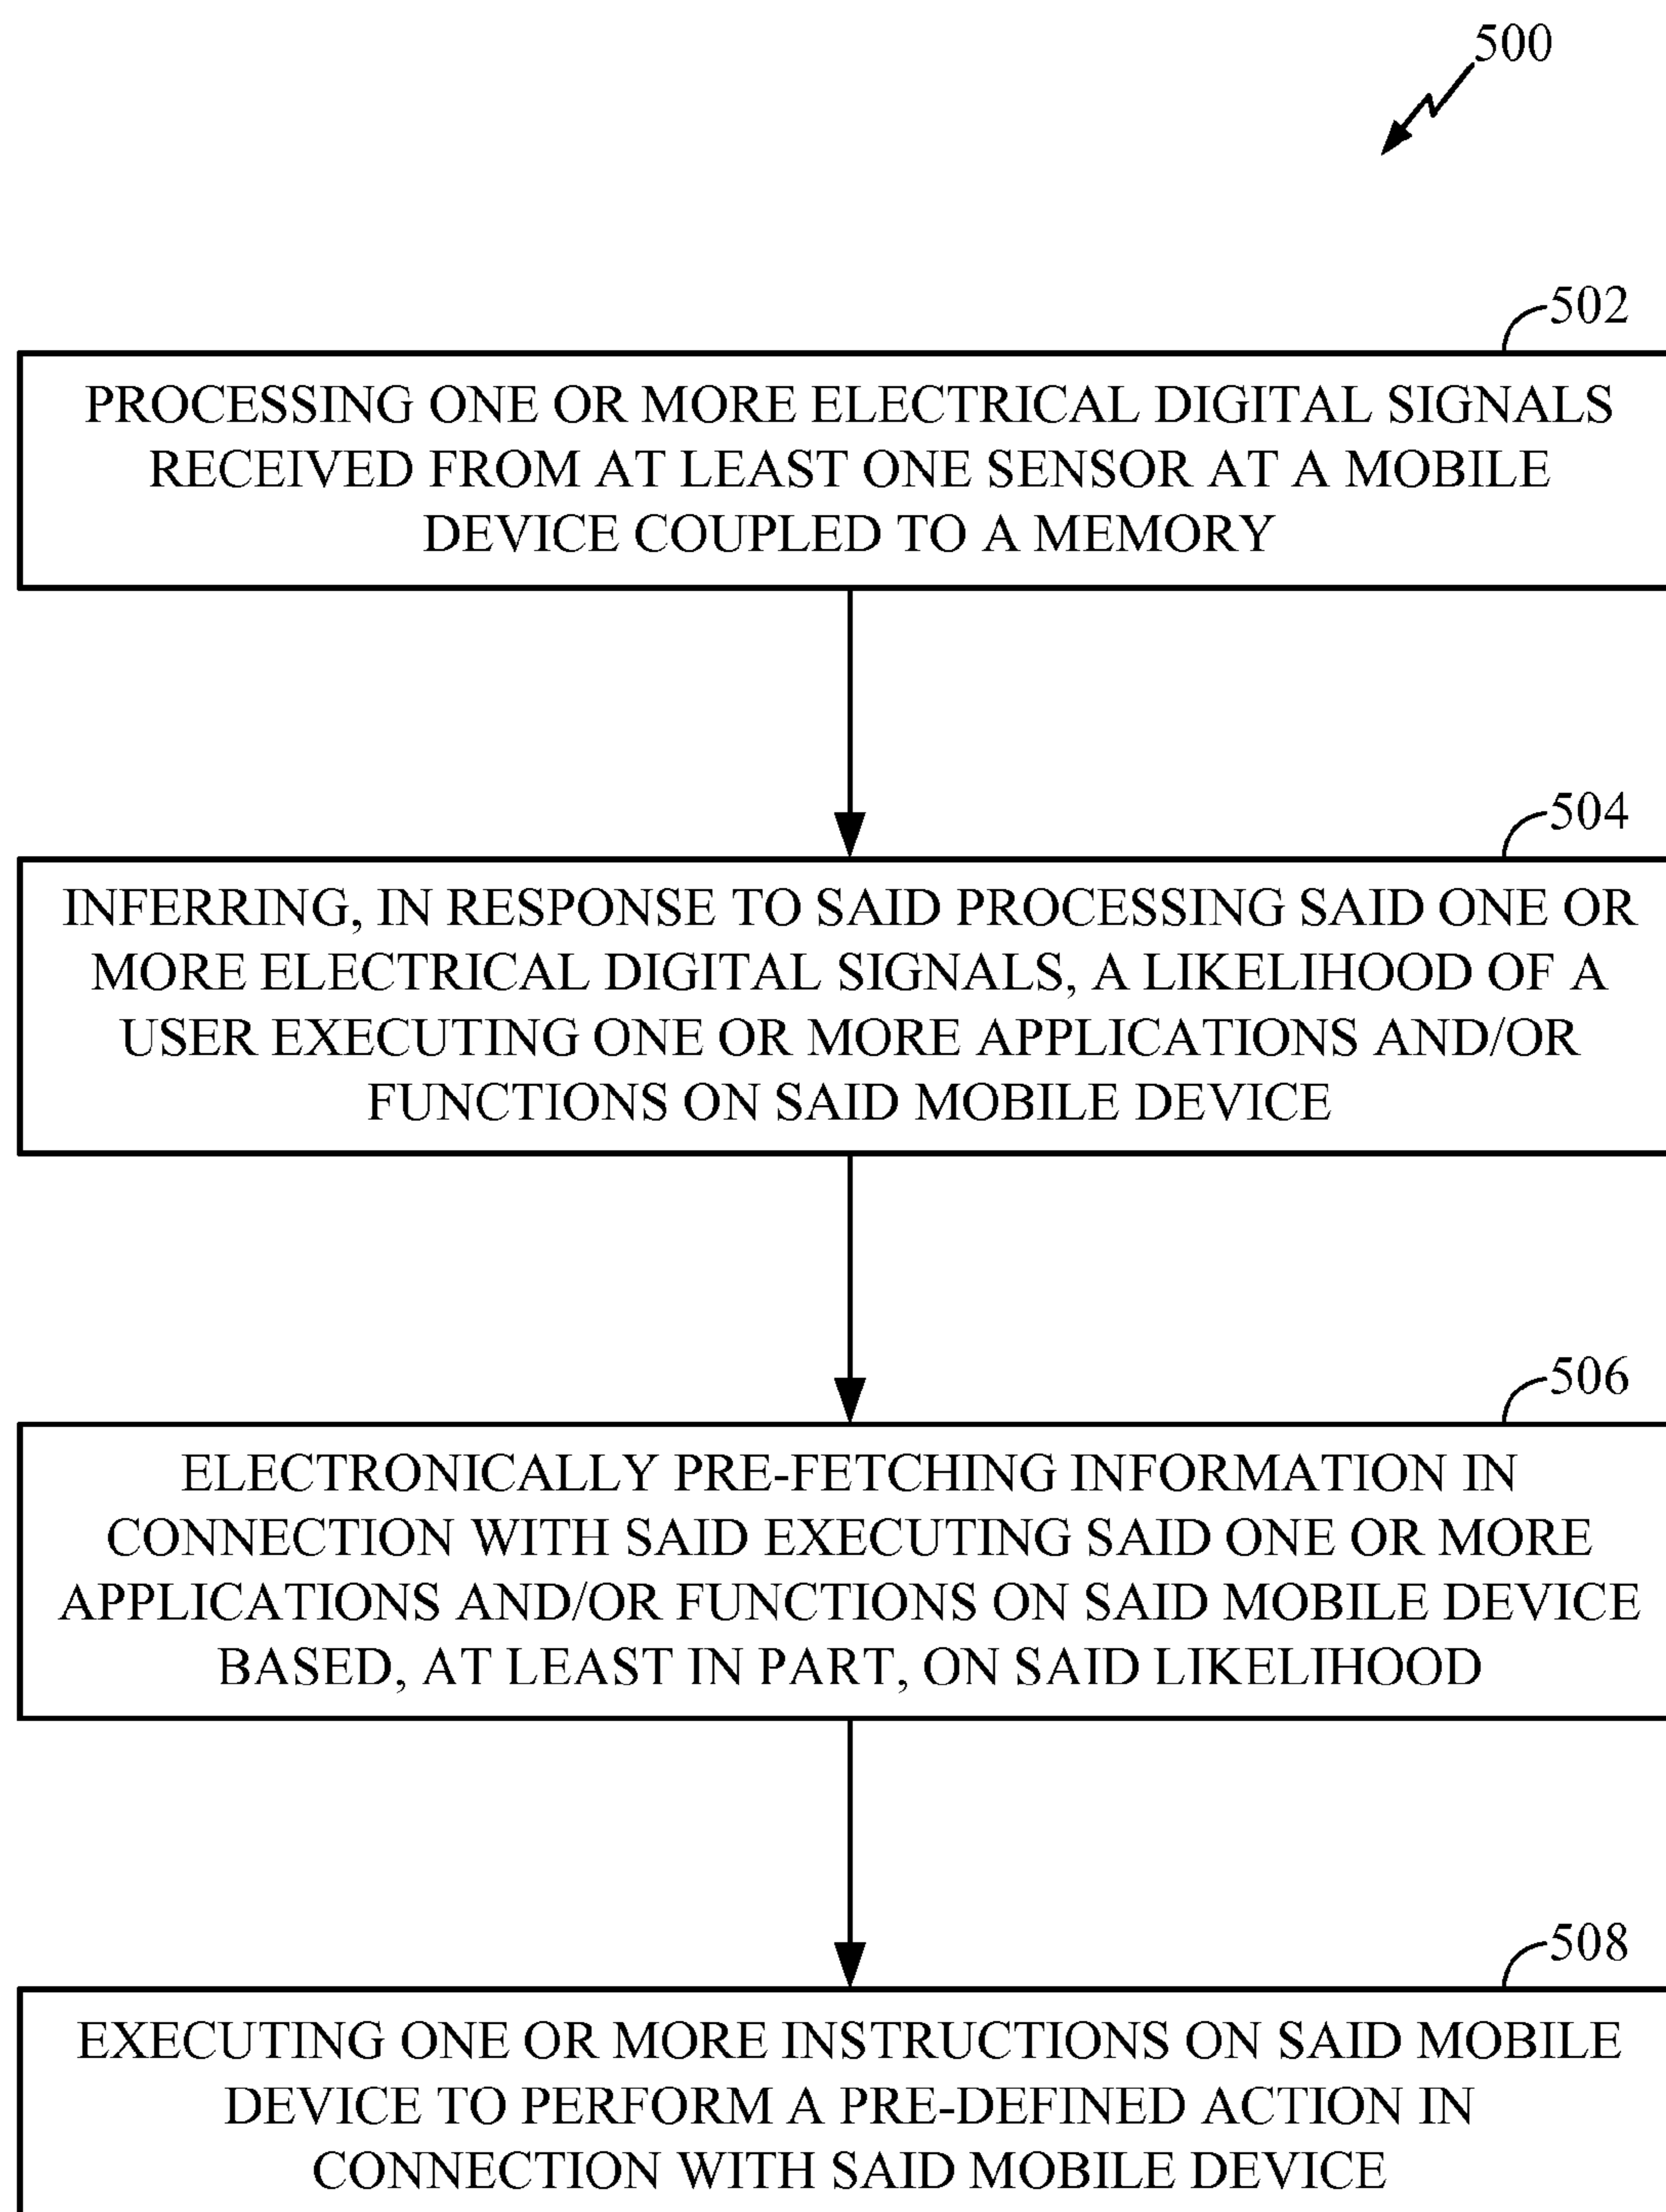 500
502
PROCESSING ONE OR MORE ELECTRICAL DIGITAL SIGNALS
RECEIVED FROM AT LEAST ONE SENSOR AT A MOBILE
DEVICE COUPLED TO A MEMORY
504
INFERRING, IN RESPONSE TO SAID PROCESSING SAID ONE OR
MORE ELECTRICAL DIGITAL SIGNALS, A LIKELIHOOD OF A
USER EXECUTING ONE OR MORE APPLICATIONS AND/OR
FUNCTIONS ON SAID MOBILE DEVICE
506
ELECTRONICALLY PRE-FETCHING INFORMATION IN
CONNECTION WITH SAID EXECUTING SAID ONE OR MORE
APPLICATIONS AND/OR FUNCTIONS ON SAID MOBILE DEVICE
BASED, AT LEAST IN PART, ON SAID LIKELIHOOD
508
EXECUTING ONE OR MORE INSTRUCTIONS ON SAID MOBILE
DEVICE TO PERFORM A PRE-DEFINED ACTION IN
CONNECTION WITH SAID MOBILE DEVICE